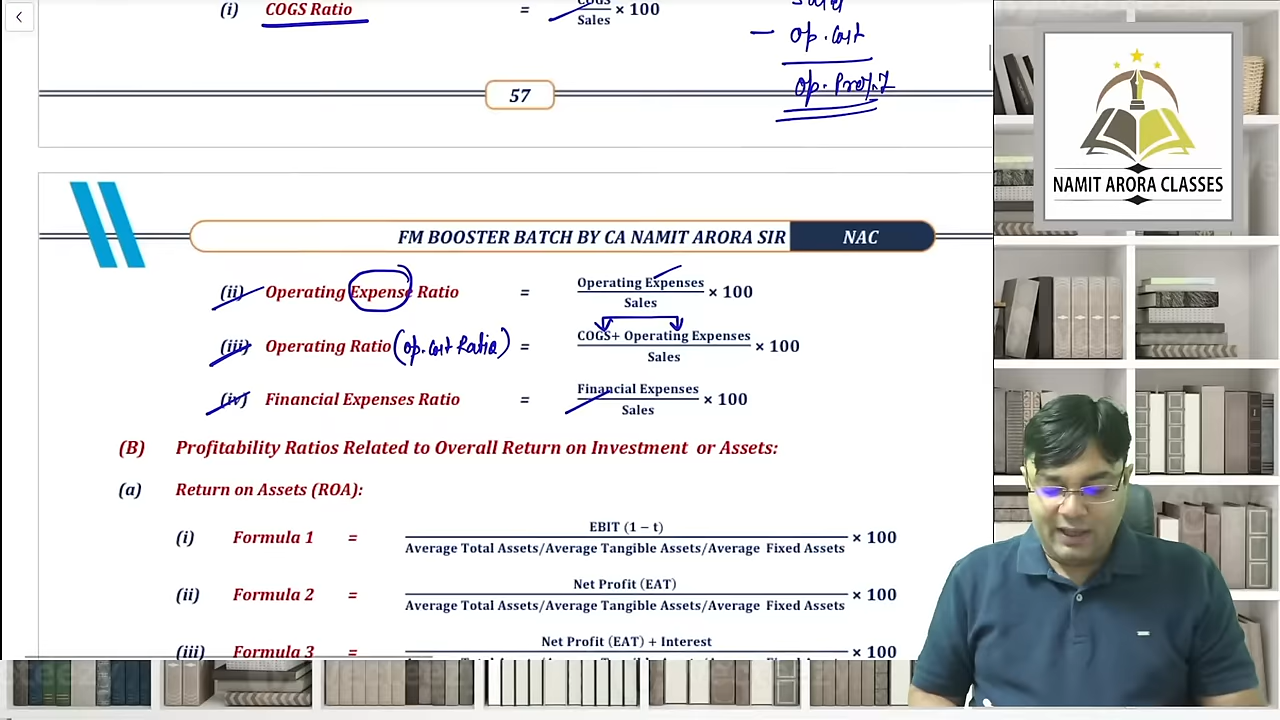 (i) COGS Ratio = COGS/Sales × 100
Sales
— Op. Cost
Op. Profit
57
FM BOOSTER BATCH BY CA NAMIT ARORA SIR NAC
(ii) Operating Expense Ratio = Operating Expenses/Sales × 100
(iii) Operating Ratio (Op. Cost Ratio) = COGS+ Operating Expenses/Sales × 100
(iv) Financial Expenses Ratio = Financial Expenses/Sales × 100
(B) Profitability Ratios Related to Overall Return on Investment or Assets:
(a) Return on Assets (ROA):
(i) Formula 1 = EBIT (1 − t)/Average Total Assets/Average Tangible Assets/Average Fixed Assets × 100
(ii) Formula 2 = Net Profit (EAT)/Average Total Assets/Average Tangible Assets/Average Fixed Assets × 100
(iii) Formula 3 = Net Profit (EAT) + Interest × 100
NAMIT ARORA CLASSES